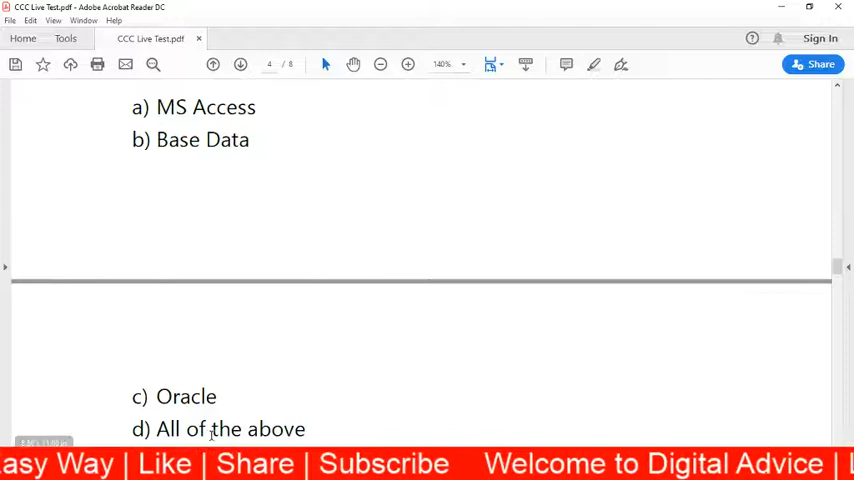 CCC Live Test.pdf - Adobe Acrobat Reader DC
File Edit View Window Help
Home Tools CCC Live Test.pdf × Sign In
4 / 8 140% Share
a) MS Access
b) Base Data
c) Oracle
d) All of the above
asy Way | Like | Share | Subscribe Welcome to Digital Advice |